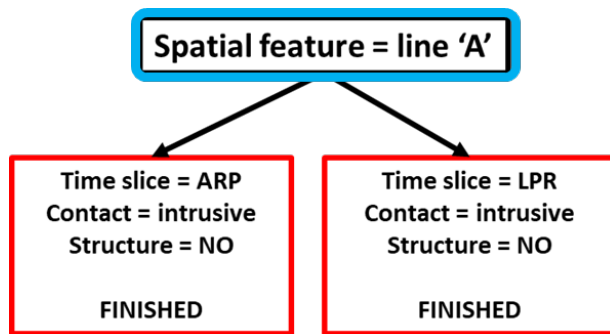 Spatial feature = line ‘A’
Time slice = ARP
Contact = intrusive
Structure = NO
FINISHED
Time slice = LPR
Contact = intrusive
Structure = NO
FINISHED